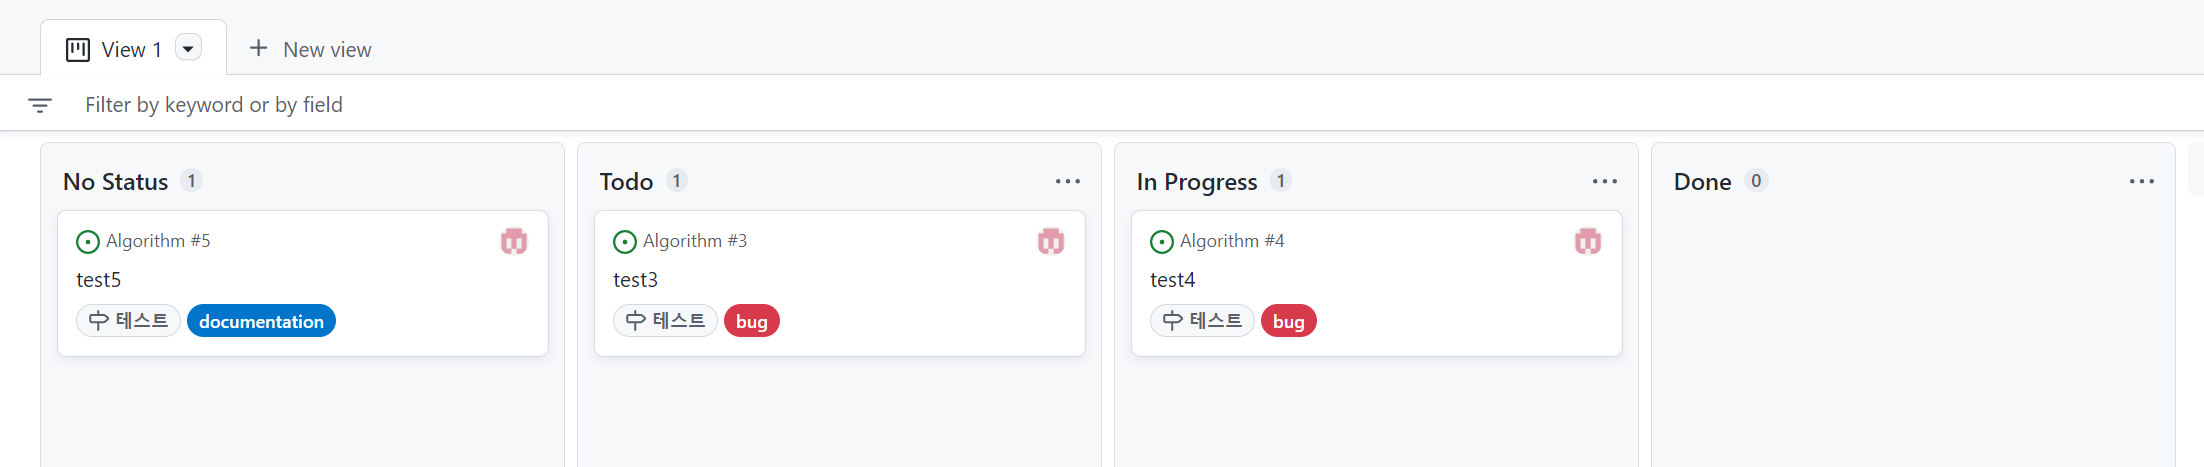 View 1 New view
Filter by keyword or by field
No Status 1
Algorithm #5
test5
테스트 documentation
Todo 1
Algorithm #3
test3
테스트 bug
In Progress 1
Algorithm #4
test4
테스트 bug
Done 0